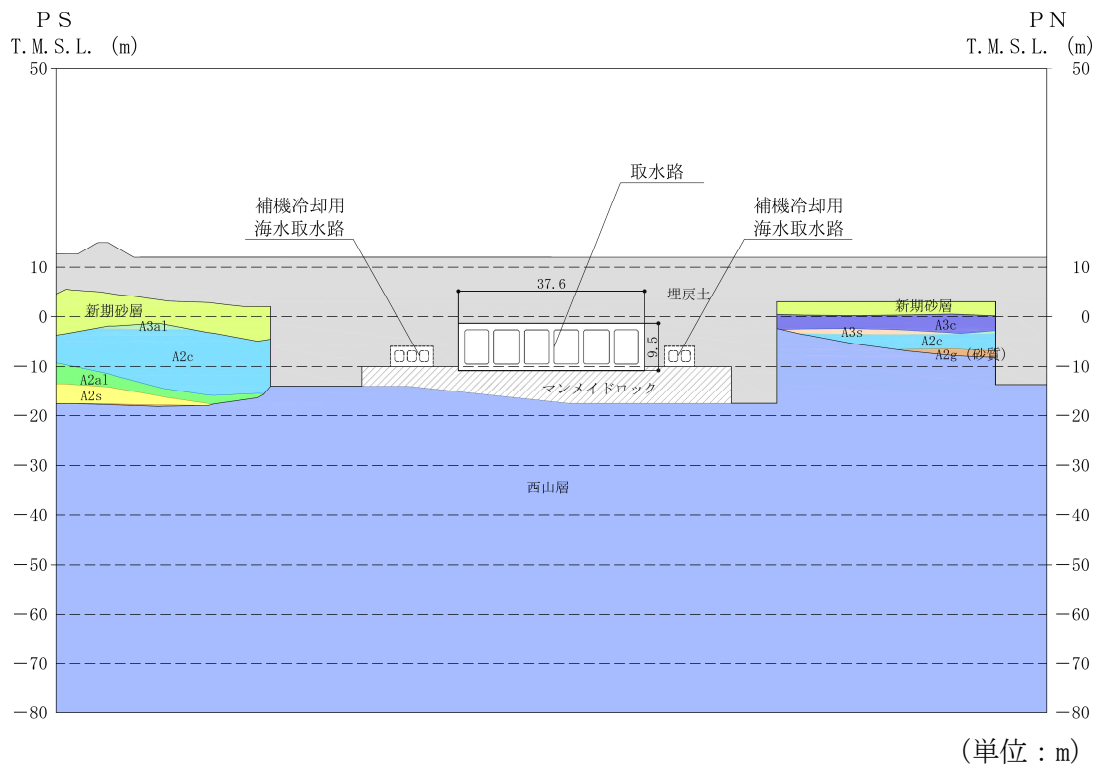 PS
T.M.S.L. (m)
PN
T.M.S.L. (m)
50
50
取水路
補機冷却用
海水取水路
補機冷却用
海水取水路
10
10
37.6
埋戻土
新期砂層
新期砂層
0
0
A3al
A3s
A3c
9.5
A2c
A2c
A2g (砂質)
-10
-10
A2al
マンメイドロック
A2s
-20
-20
-30
-30
西山層
-40
-40
-50
-50
-60
-60
-70
-70
-80
-80
(単位:m)